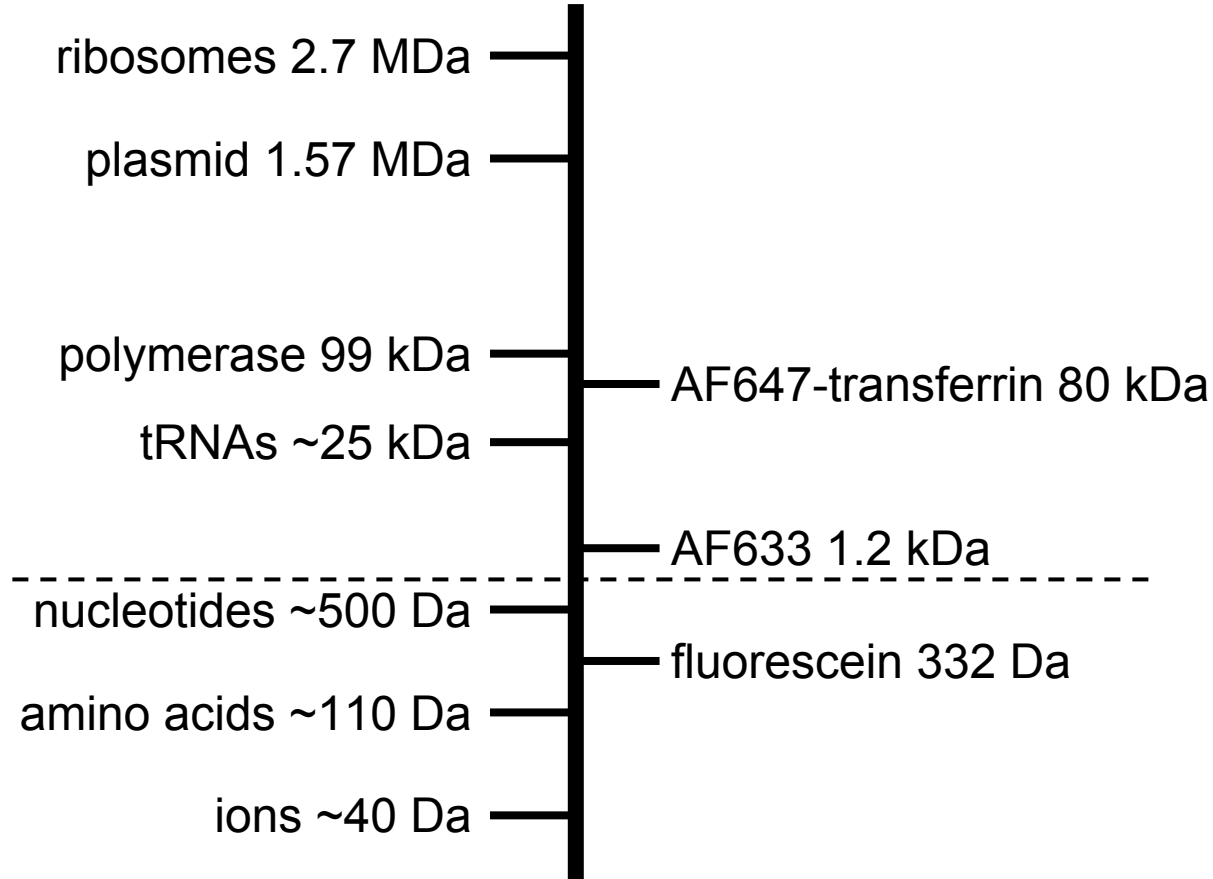 ribosomes 2.7 MDa
plasmid 1.57 MDa
polymerase 99 kDa
AF647-transferrin 80 kDa
tRNAs ~25 kDa
AF633 1.2 kDa
nucleotides ~500 Da
fluorescein 332 Da
amino acids ~110 Da
ions ~40 Da